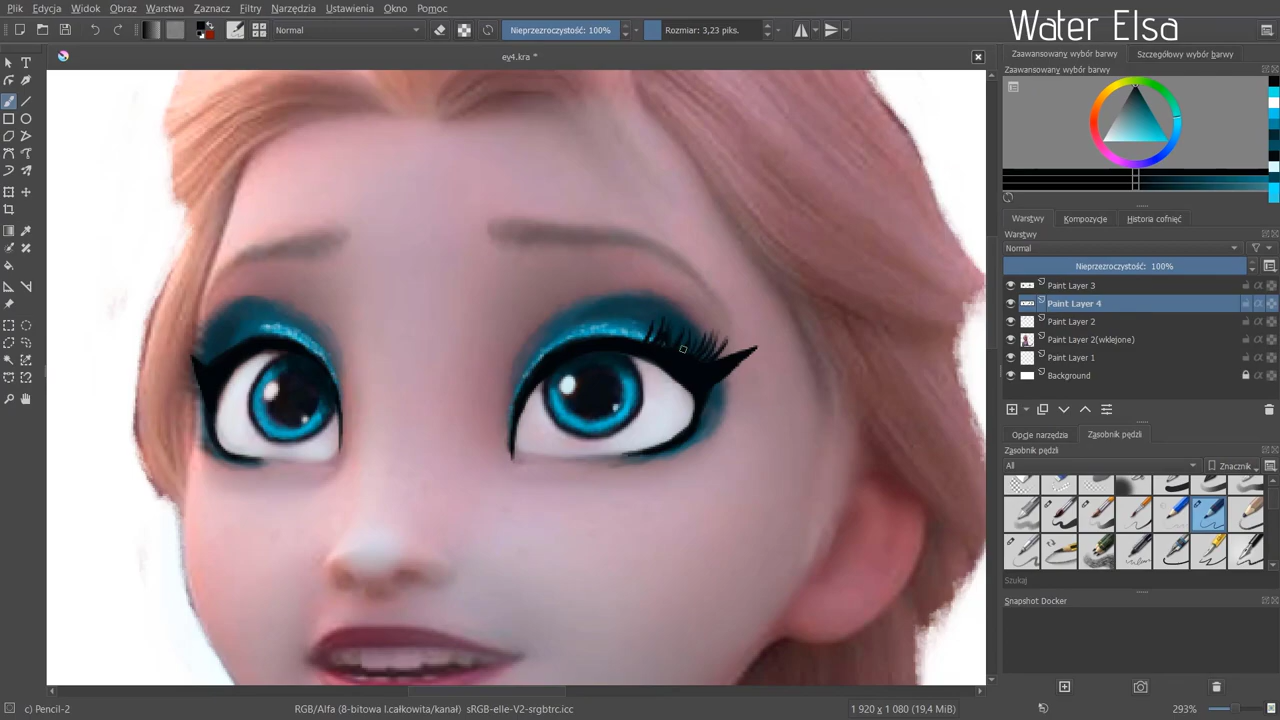 Plik Edycja Widok Obraz Warstwa Zaznacz Filtry Narzędzia Ustawienia Okno Pomoc
Water Elsa
Normal
Nieprzezroczystość: 100%
Rozmiar: 3,23 piks.
ey4.kra *
Zaawansowany wybór barwy
Szczegółowy wybór barwy
Zaawansowany wybór barwy
Warstwy
Kompozycje
Historia cofnięć
Warstwy
Normal
Nieprzezroczystość: 100%
Paint Layer 3
Paint Layer 4
Paint Layer 2
Paint Layer 2(wklejone)
Paint Layer 1
Background
Opcje narzędzia
Zasobnik pędzli
Zasobnik pędzli
All
Znacznik
Szukaj
Snapshot Docker
c) Pencil-2
RGB/Alfa (8-bitowa l.całkowita/kanał) sRGB-elle-V2-srgbtrc.icc
1 920 x 1 080 (19,4 MiB)
293%